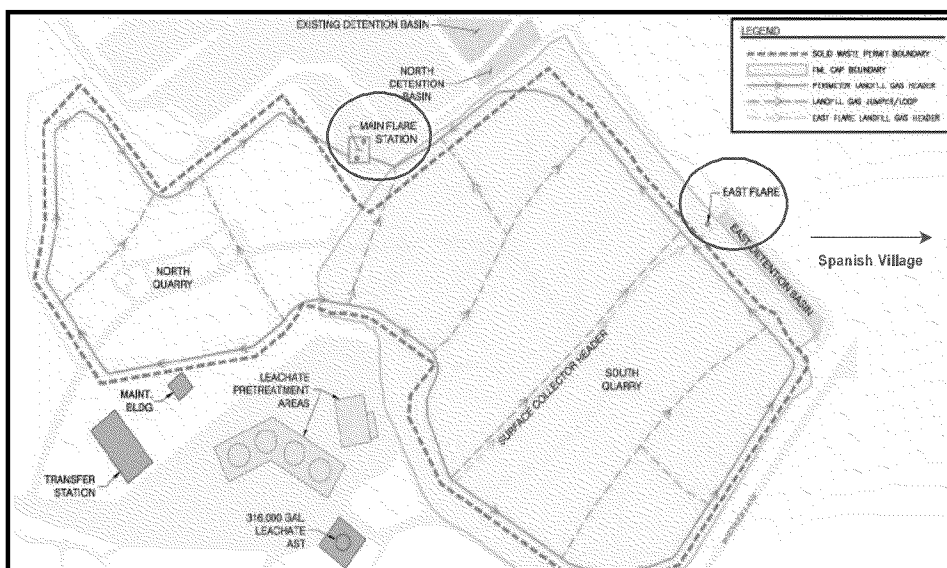 EXISTING DETENTION BASIN
NORTH
DETENTION
BASIN
MAIN FLARE
STATION
LEGEND
SOLID WASTE PERMIT BOUNDARY
FML CAP BOUNDARY
PERIMETER LANDFILL GAS HEADER
LANDFILL GAS JUMPER/LOOP
EAST FLARE LANDFILL GAS HEADER
EAST FLARE
EAST DETENTION BASIN
Spanish Village
NORTH
QUARRY
SURFACE COLLECTOR HEADER
SOUTH
QUARRY
MAINT.
BLDG
LEACHATE
PRETREATMENT
AREAS
TRANSFER
STATION
316,000 GAL
LEACHATE
AST